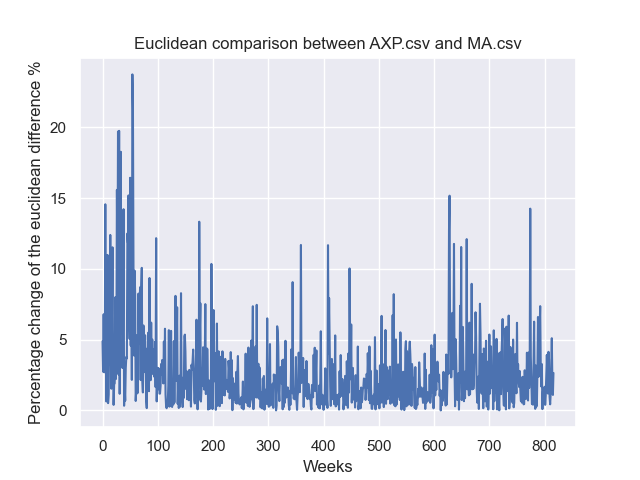 Euclidean comparison between AXP.csv and MA.csv
Percentage change of the euclidean difference %
20
15
10
5
0
0 100 200 300 400 500 600 700 800
Weeks